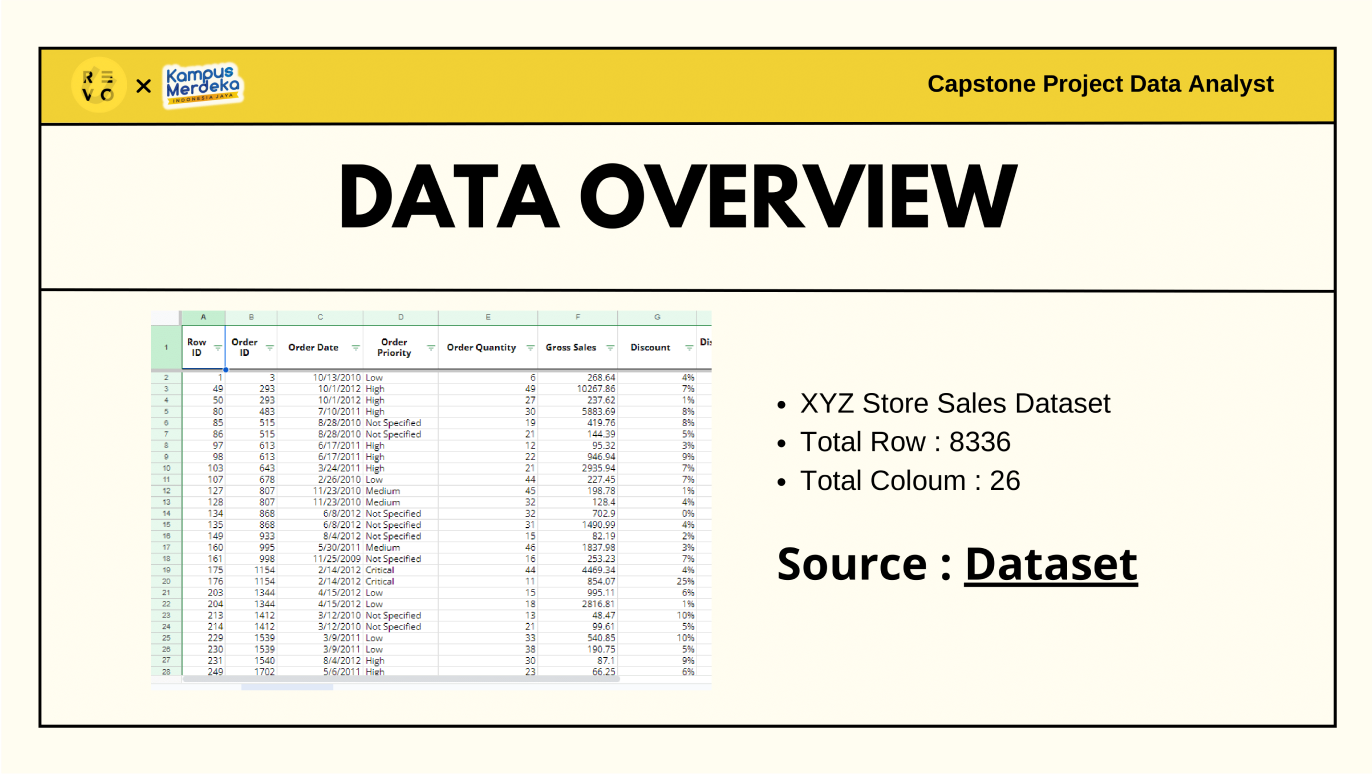 RE
VO
×
Kampus
Merdeka
INDONESIA JAYA
Capstone Project Data Analyst
DATA OVERVIEW
A B C D E F G
1 Row ID Order ID Order Date Order Priority Order Quantity Gross Sales Discount Dis
2 1 3 10/13/2010 Low 6 268.64 4%
3 49 293 10/1/2012 High 49 10267.86 7%
4 50 293 10/1/2012 High 27 237.62 1%
5 80 483 7/10/2011 High 30 5883.69 8%
6 85 515 8/28/2010 Not Specified 19 419.76 8%
7 86 515 8/28/2010 Not Specified 21 144.39 5%
8 97 613 6/17/2011 High 12 95.32 3%
9 98 613 6/17/2011 High 22 946.94 9%
10 103 643 3/24/2011 High 21 2935.94 7%
11 107 678 2/26/2010 Low 44 227.45 7%
12 127 807 11/23/2010 Medium 45 198.78 1%
13 128 807 11/23/2010 Medium 32 128.4 4%
14 134 868 6/8/2012 Not Specified 32 702.9 0%
15 135 868 6/8/2012 Not Specified 31 1490.99 4%
16 149 933 8/4/2012 Not Specified 15 82.19 2%
17 160 995 5/30/2011 Medium 46 1837.98 3%
18 161 998 11/25/2009 Not Specified 16 253.23 7%
19 175 1154 2/14/2012 Critical 44 4469.34 4%
20 176 1154 2/14/2012 Critical 11 854.07 25%
21 203 1344 4/15/2012 Low 15 995.11 6%
22 204 1344 4/15/2012 Low 18 2816.81 1%
23 213 1412 3/12/2010 Not Specified 13 48.47 10%
24 214 1412 3/12/2010 Not Specified 21 99.61 5%
25 229 1539 3/9/2011 Low 33 540.85 10%
26 230 1539 3/9/2011 Low 38 190.75 5%
27 231 1540 8/4/2012 High 30 87.1 9%
28 249 1702 5/6/2011 High 23 66.25 6%
• XYZ Store Sales Dataset
• Total Row : 8336
• Total Coloum : 26
Source : Dataset